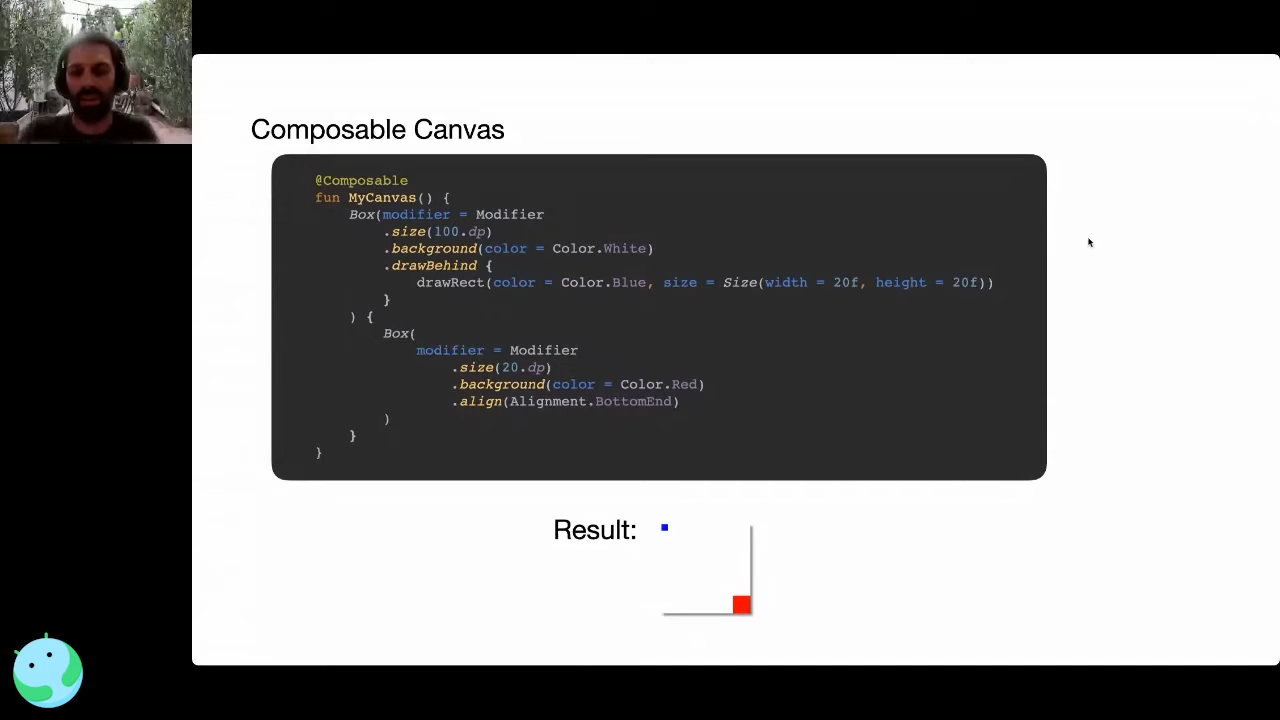 Composable Canvas
@Composable
fun MyCanvas() {
    Box(modifier = Modifier
        .size(100.dp)
        .background(color = Color.White)
        .drawBehind {
            drawRect(color = Color.Blue, size = Size(width = 20f, height = 20f))
        }
    ) {
        Box(
            modifier = Modifier
                .size(20.dp)
                .background(color = Color.Red)
                .align(Alignment.BottomEnd)
        )
    }
}
Result: